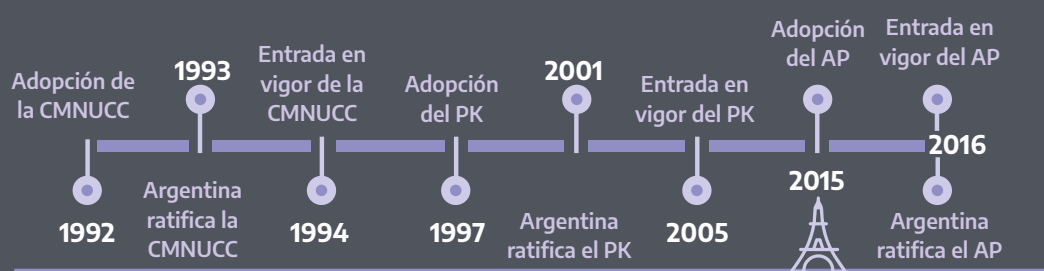 Adopción de
la CMNUCC
1992
1993
Argentina
ratifica la
CMNUCC
Entrada en
vigor de la
CMNUCC
1994
Adopción
del PK
1997
2001
Argentina
ratifica el PK
Entrada en
vigor del PK
2005
Adopción
del AP
2015
Entrada en
vigor del AP
2016
Argentina
ratifica el AP